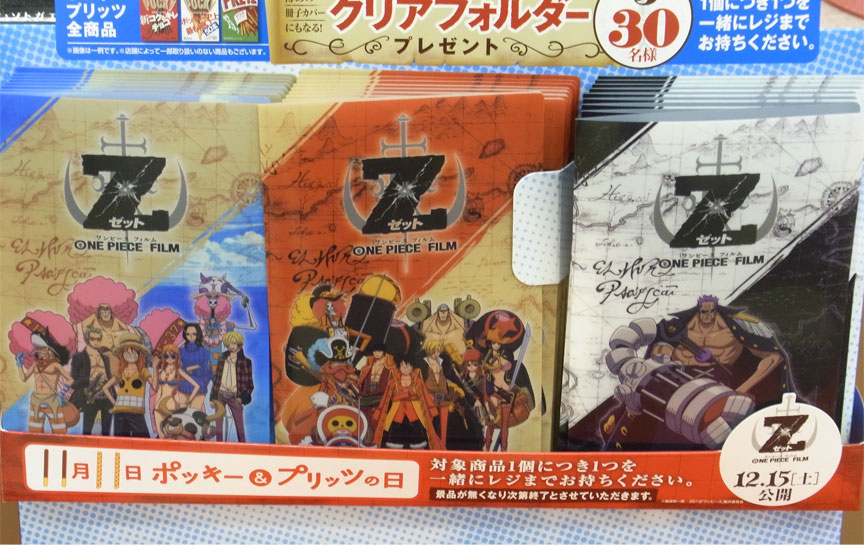 プリッツ
全商品
※画像は一例です。※店舗によって一部取り扱いのない商品もございます。
冊子カバー
にもなる!
クリアフォルダー
プレゼント
30
名様
1個につき1つを
一緒にレジまで
お持ちください。
Z
ゼット
ワンピース フィルム
ONE PIECE FILM
Z
ゼット
ワンピース フィルム
ONE PIECE FILM
Z
ゼット
ワンピース フィルム
ONE PIECE FILM
11月11日 ポッキー&プリッツの日
対象商品1個につき1つを
一緒にレジまでお持ちください。
景品が無くなり次第終了とさせていただきます。
Z
ゼット
ONE PIECE FILM
12.15[土]
公開